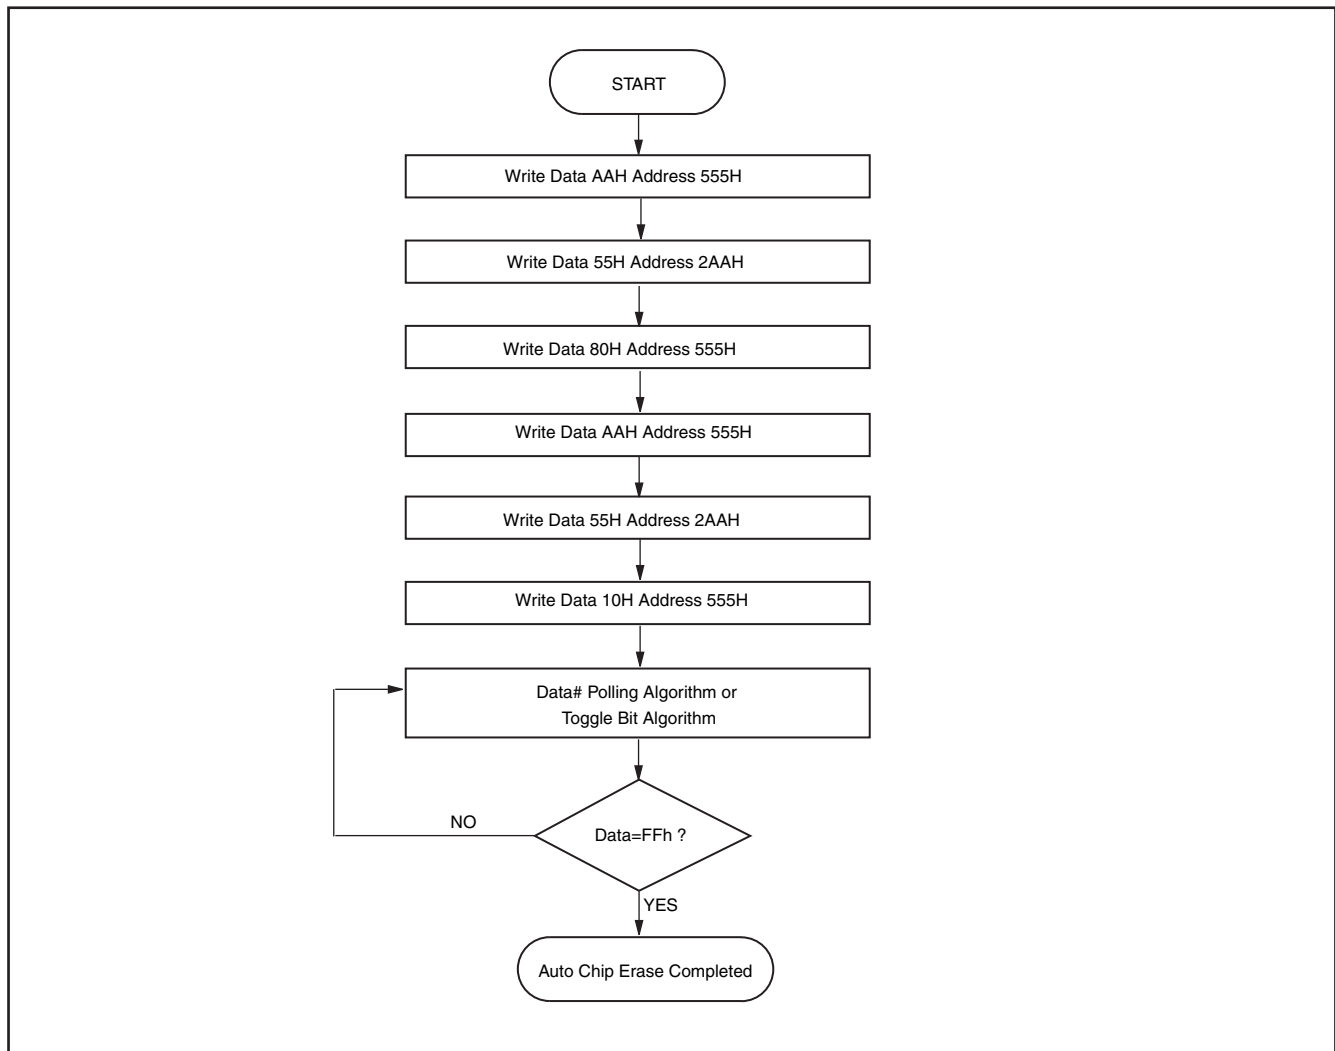 START
Write Data AAH Address 555H
Write Data 55H Address 2AAH
Write Data 80H Address 555H
Write Data AAH Address 555H
Write Data 55H Address 2AAH
Write Data 10H Address 555H
Data# Polling Algorithm or
Toggle Bit Algorithm
NO
Data=FFh ?
YES
Auto Chip Erase Completed